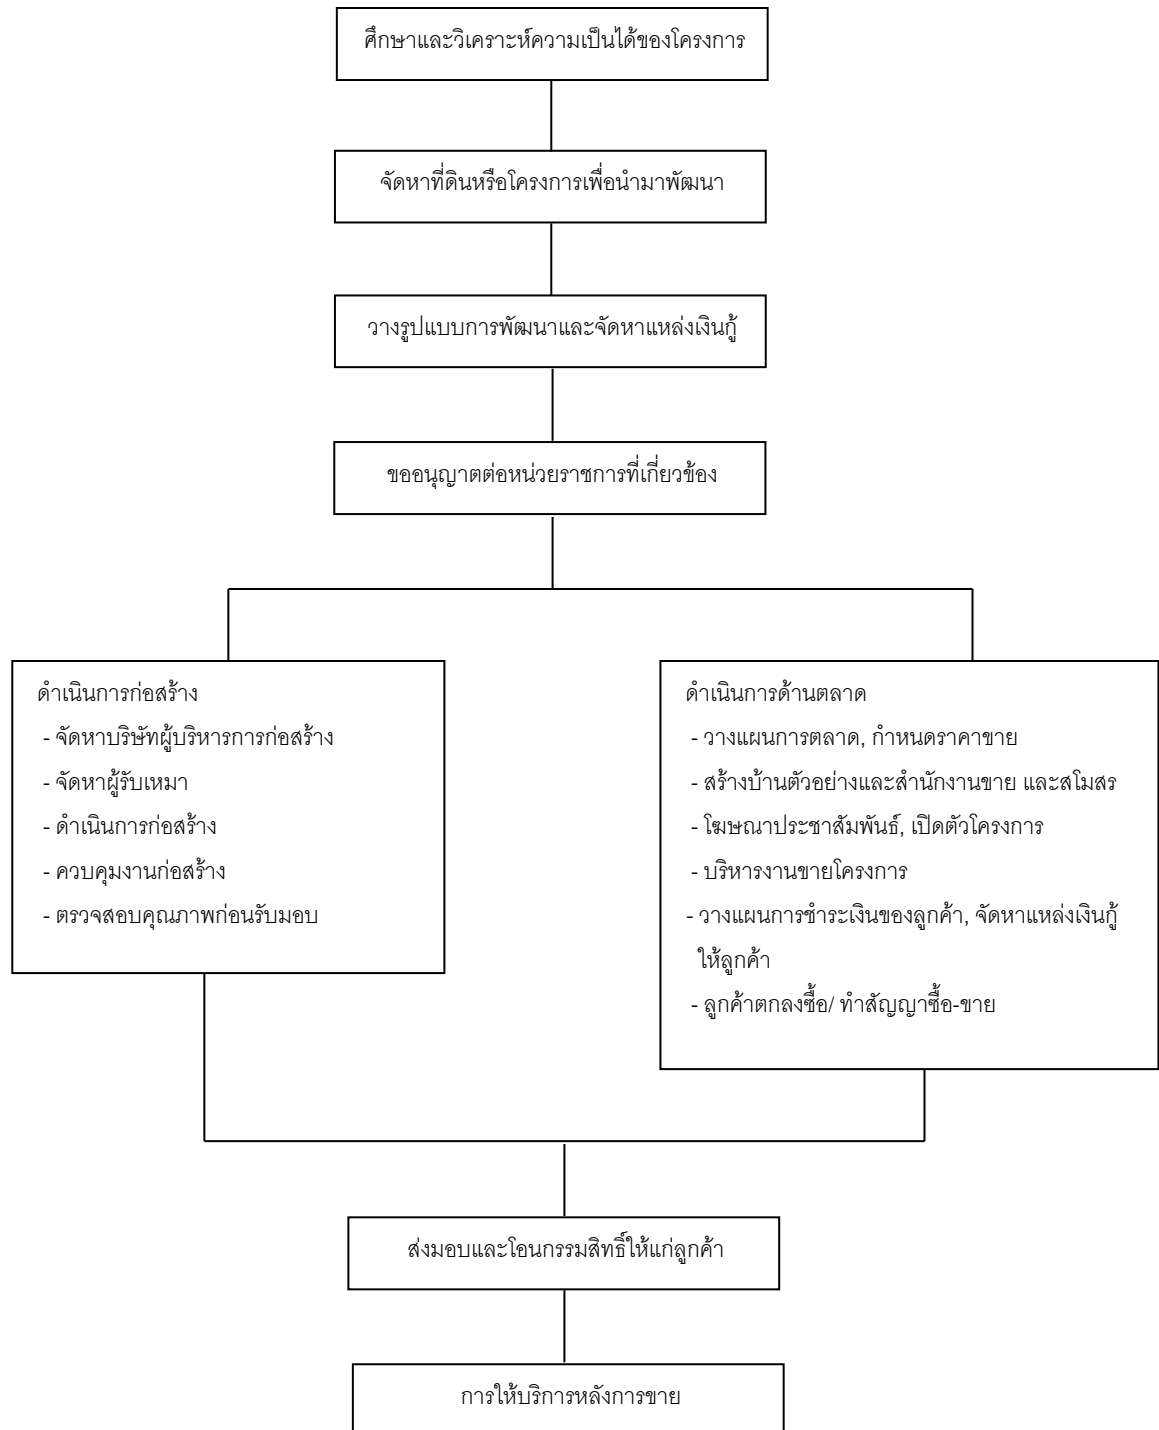 ศึกษาและวิเคราะห์ความเป็นได้ของโครงการ
จัดหาที่ดินหรือโครงการเพื่อนำมาพัฒนา
วางรูปแบบการพัฒนาและจัดหาแหล่งเงินกู้
ขออนุญาตต่อหน่วยราชการที่เกี่ยวข้อง
ดำเนินการก่อสร้าง
- จัดหาบริษัทผู้บริหารการก่อสร้าง
- จัดหาผู้รับเหมา
- ดำเนินการก่อสร้าง
- ควบคุมงานก่อสร้าง
- ตรวจสอบคุณภาพก่อนรับมอบ
ดำเนินการด้านตลาด
- วางแผนการตลาด, กำหนดราคาขาย
- สร้างบ้านตัวอย่างและสำนักงานขาย และสโมสร
- โฆษณาประชาสัมพันธ์, เปิดตัวโครงการ
- บริหารงานขายโครงการ
- วางแผนการชำระเงินของลูกค้า, จัดหาแหล่งเงินกู้
ให้ลูกค้า
- ลูกค้าตกลงซื้อ/ ทำสัญญาซื้อ-ขาย
ส่งมอบและโอนกรรมสิทธิ์ให้แก่ลูกค้า
การให้บริการหลังการขาย